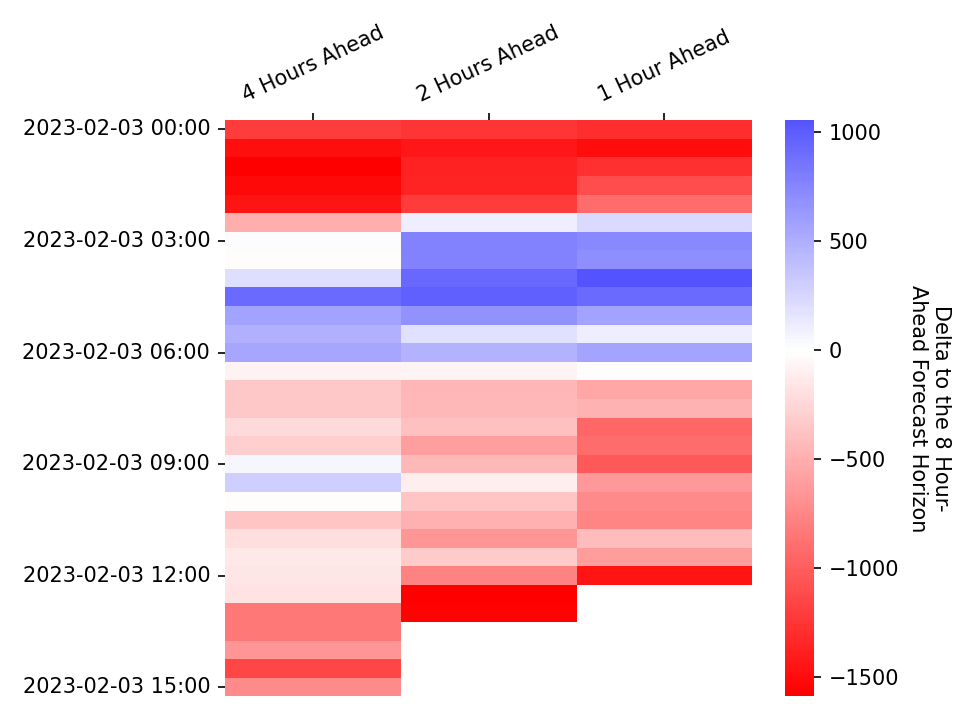 4 Hours Ahead
2 Hours Ahead
1 Hour Ahead
2023-02-03 00:00
2023-02-03 03:00
2023-02-03 06:00
2023-02-03 09:00
2023-02-03 12:00
2023-02-03 15:00
1000
500
0
−500
−1000
−1500
Delta to the 8 Hour-
Ahead Forecast Horizon